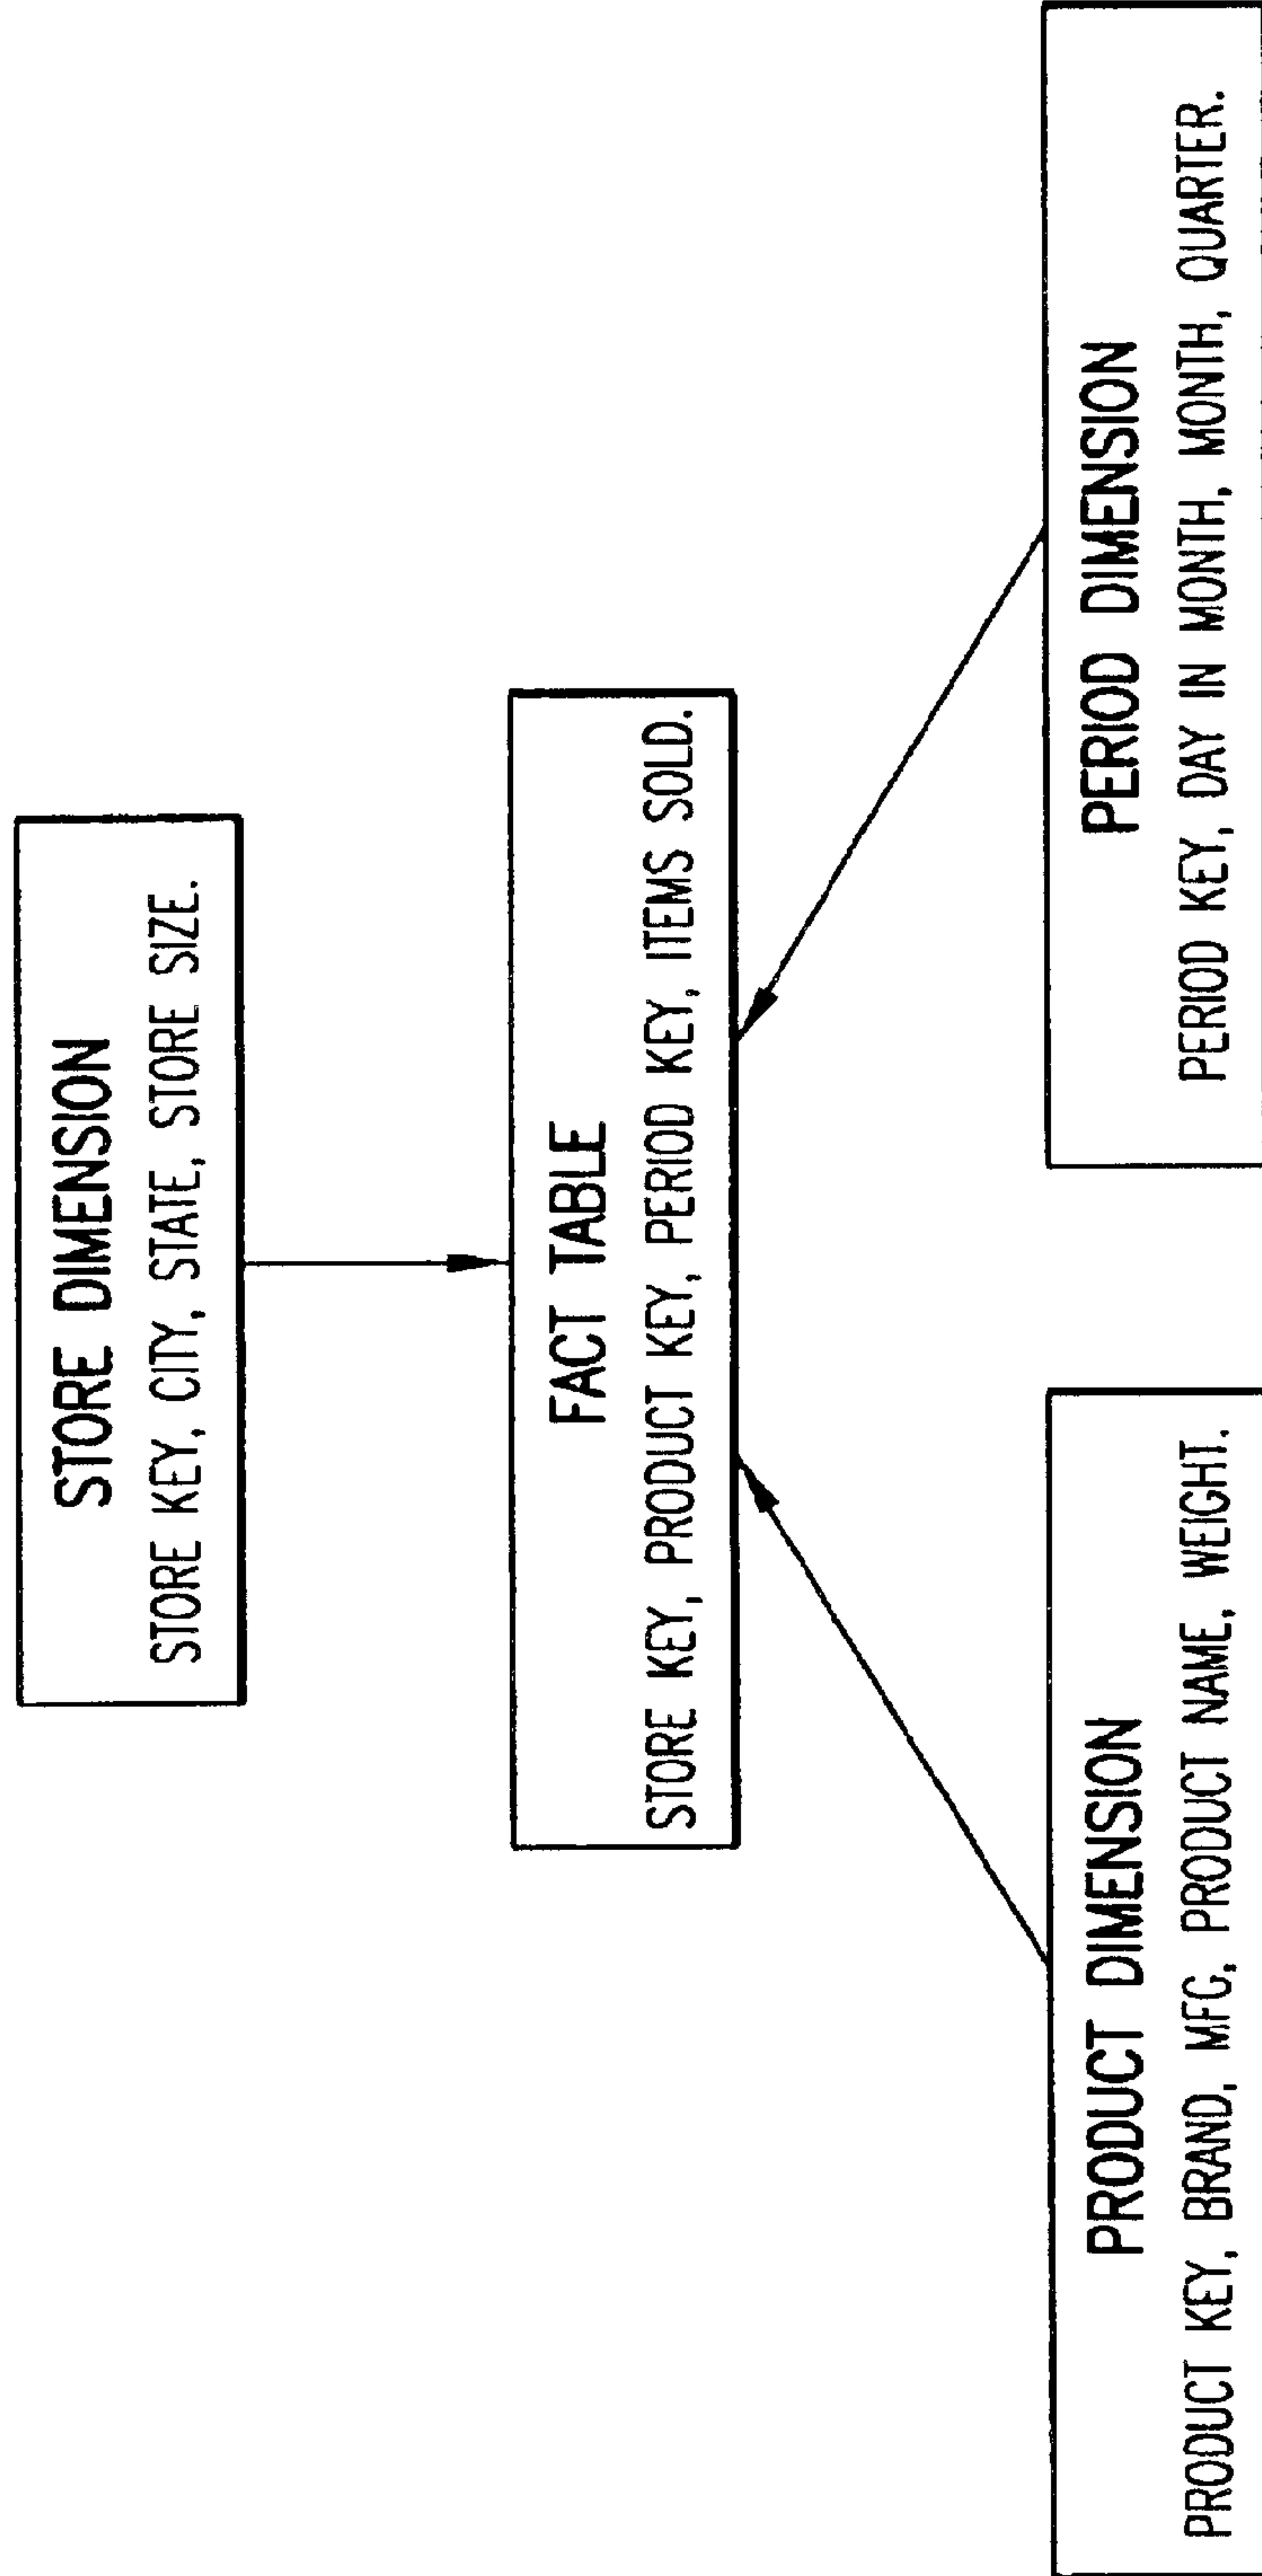 STORE DIMENSION
STORE KEY, CITY, STATE, STORE SIZE.
FACT TABLE
STORE KEY, PRODUCT KEY, PERIOD KEY, ITEMS SOLD.
PRODUCT DIMENSION
PRODUCT KEY, BRAND, MFG, PRODUCT NAME, WEIGHT.
PERIOD DIMENSION
PERIOD KEY, DAY IN MONTH, MONTH, QUARTER.